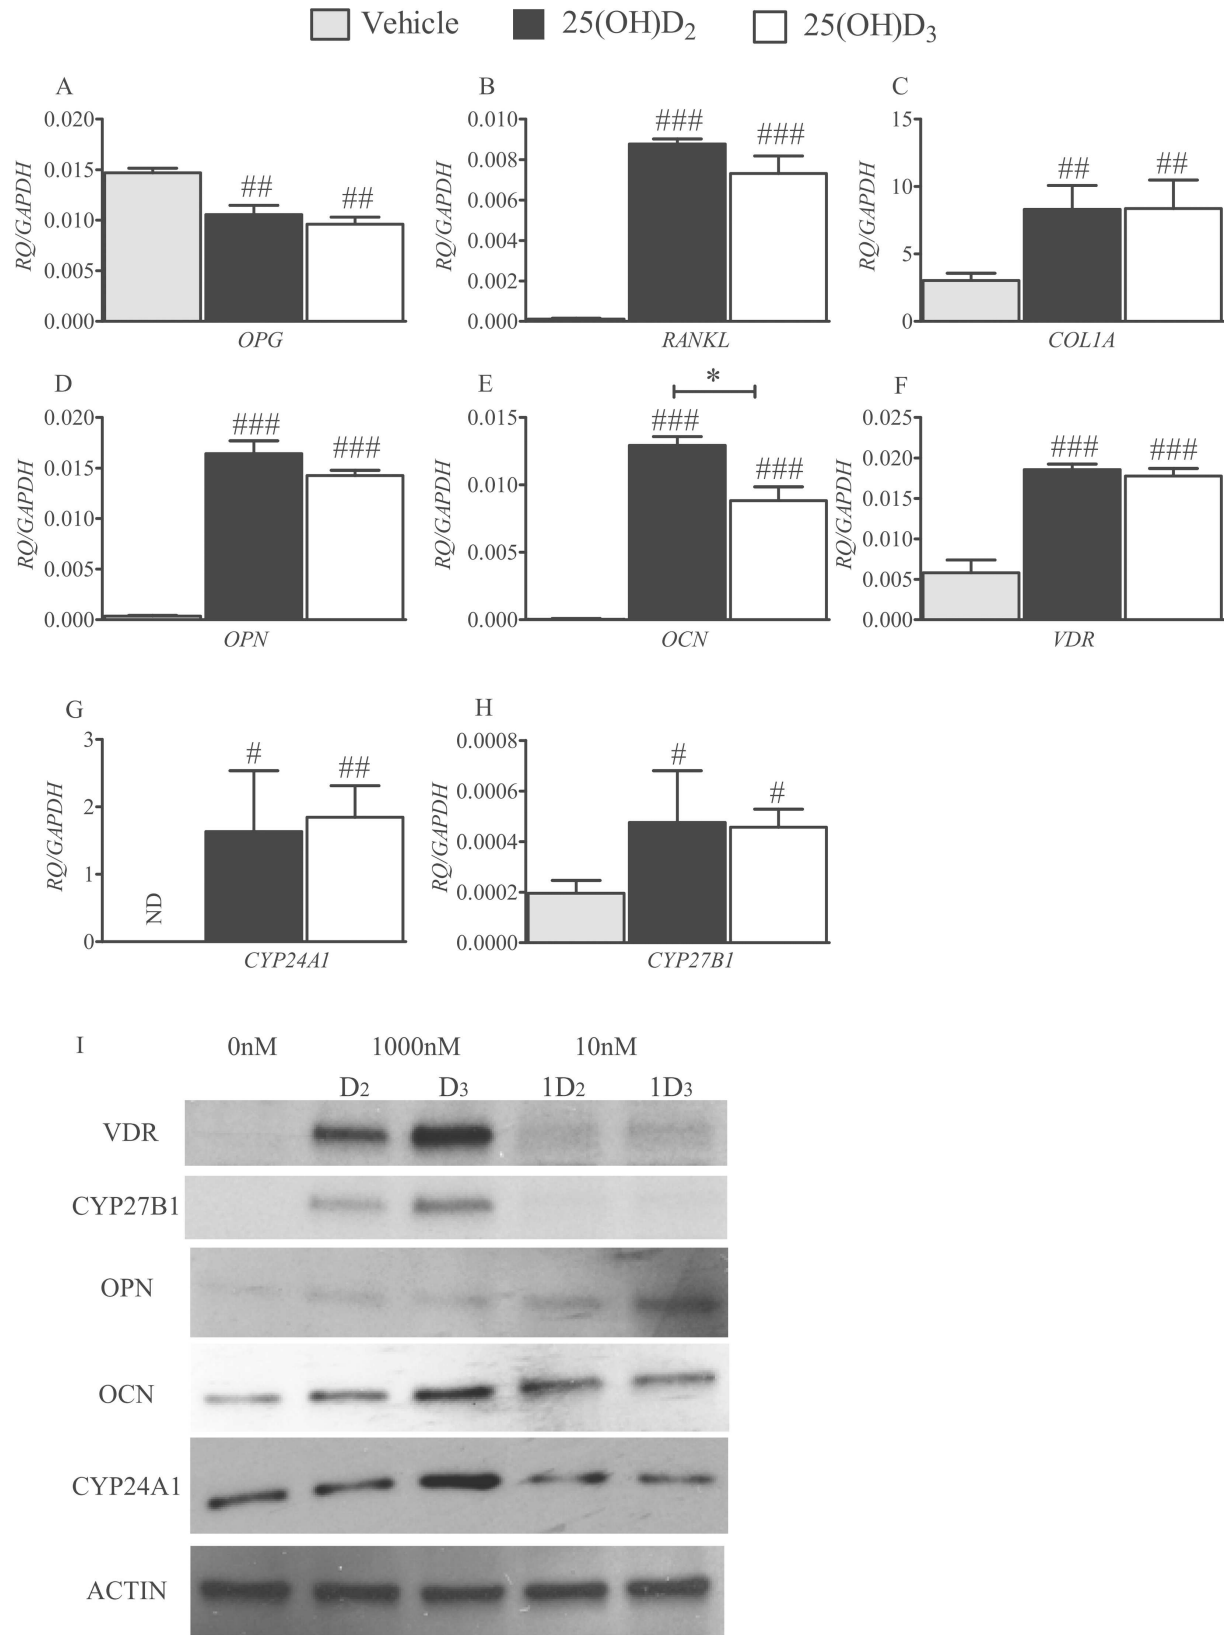 Vehicle 25(OH)D₂ 25(OH)D₃
A B C
0.020 0.010 15
0.015 0.008 10
0.010 0.006 5
0.005 0.004 0
0.000 0.002
0.000
RQ/GAPDH RQ/GAPDH RQ/GAPDH
## ## ### ### ## ##
OPG RANKL COL1A
D E F
*
0.020 0.015 0.025
0.015 0.010 0.020
0.010 0.005 0.015
0.005 0.000 0.010
0.000 0.005
0.000
RQ/GAPDH RQ/GAPDH RQ/GAPDH
### ### ### ### ### ###
OPN OCN VDR
G H
3 0.0008
2 0.0006
1 0.0004
0 0.0002
0.0000
RQ/GAPDH RQ/GAPDH
# ## # #
ND
CYP24A1 CYP27B1
I 0nM 1000nM 10nM
D₂ D₃ 1D₂ 1D₃
VDR
CYP27B1
OPN
OCN
CYP24A1
ACTIN